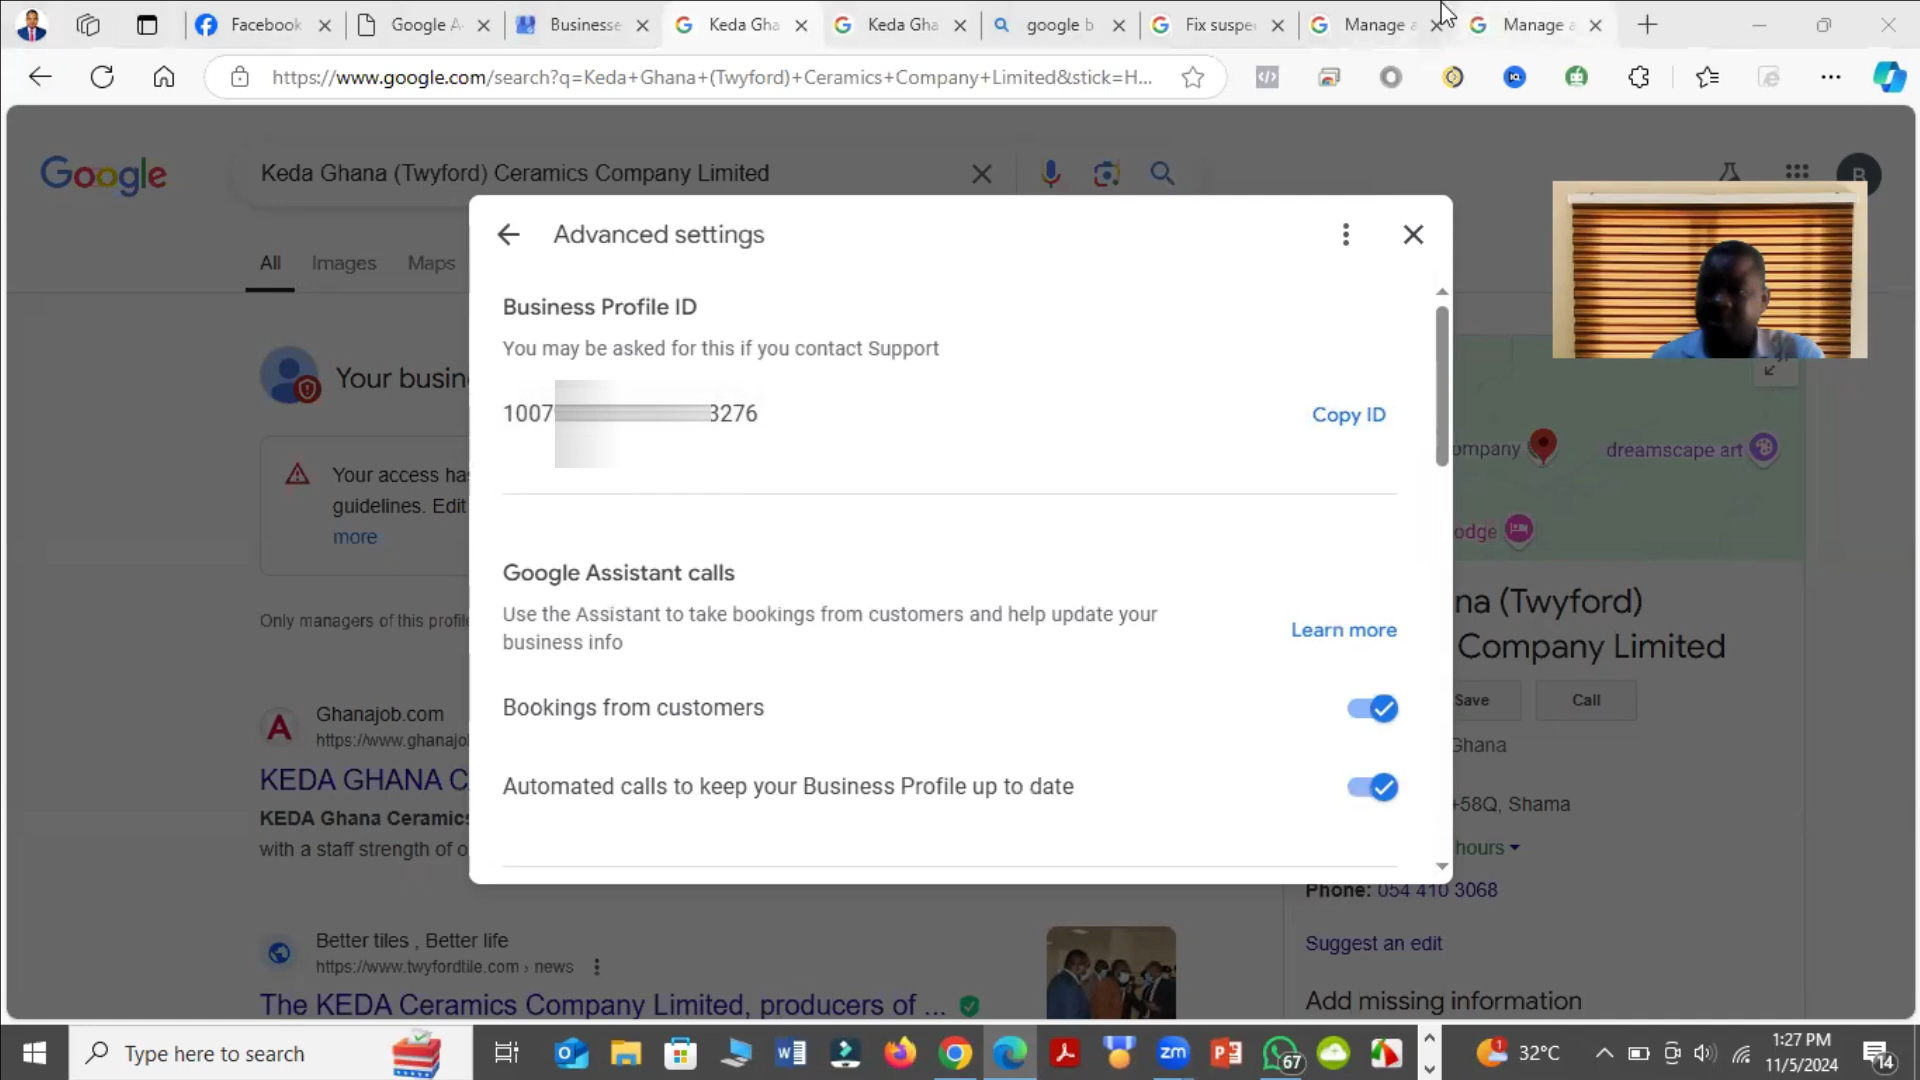 Facebook
Google A
Businesse
Keda Gha
Keda Gha
google b
Fix suspe
Manage a
Manage a
https://www.google.com/search?q=Keda+Ghana+(Twyford)+Ceramics+Company+Limited&stick=H...
Google
Keda Ghana (Twyford) Ceramics Company Limited
All
Images
Maps
Advanced settings
Business Profile ID
You may be asked for this if you contact Support
1007
3276
Copy ID
Google Assistant calls
Use the Assistant to take bookings from customers and help update your
business info
Learn more
Bookings from customers
Automated calls to keep your Business Profile up to date
Your busin
Your access ha
guidelines. Edit
more
Only managers of this profile
Ghanajob.com
https://www.ghanajo
KEDA GHANA C
KEDA Ghana Ceramics
with a staff strength of o
Better tiles , Better life
https://www.twyfordtile.com › news
The KEDA Ceramics Company Limited, producers of ...
ompany
dreamscape art
odge
na (Twyford)
Company Limited
Save
Call
Ghana
+58Q, Shama
hours
Phone: 054 410 3068
Suggest an edit
Add missing information
Type here to search
67
1
32°C
1:27 PM
11/5/2024
14